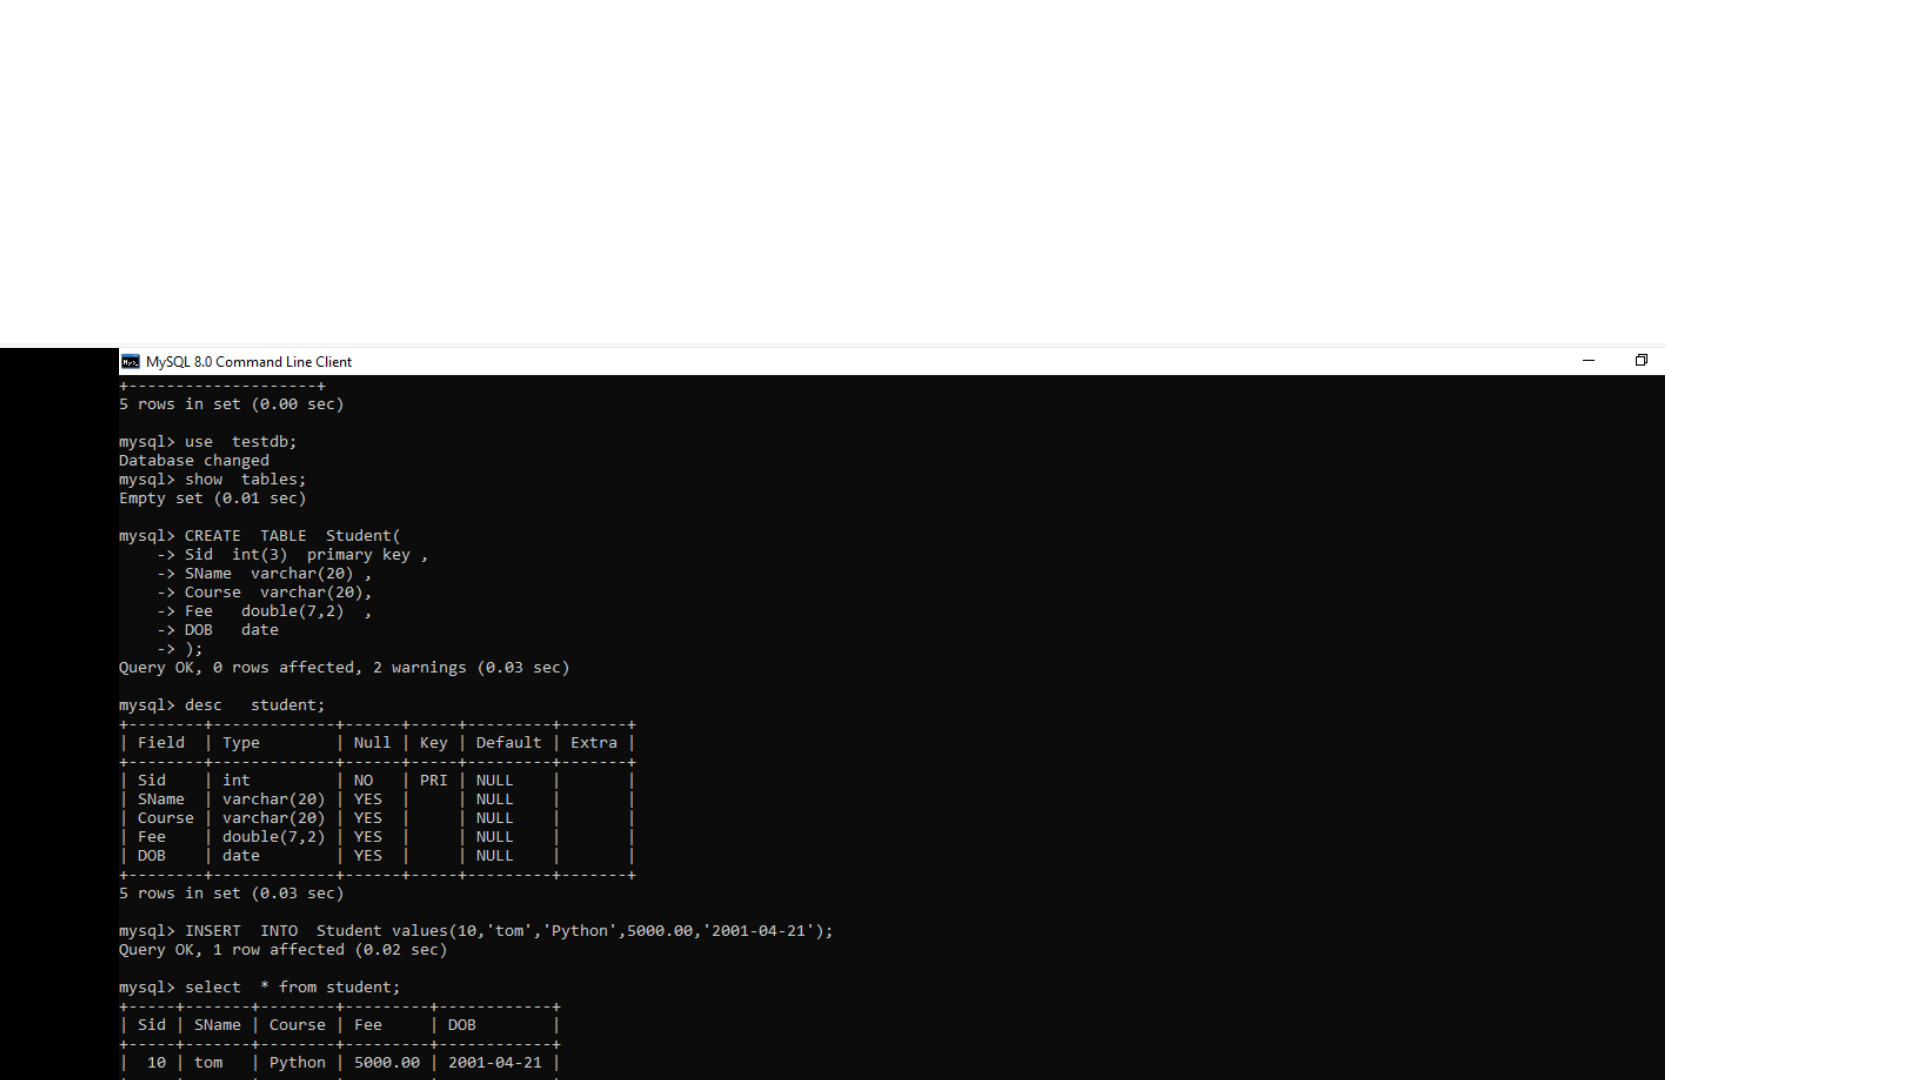 MySQL 8.0 Command Line Client
+--------------------+
5 rows in set (0.00 sec)
mysql> use  testdb;
Database changed
mysql> show  tables;
Empty set (0.01 sec)
mysql> CREATE  TABLE  Student(
    -> Sid  int(3)  primary key ,
    -> SName  varchar(20) ,
    -> Course  varchar(20),
    -> Fee   double(7,2)  ,
    -> DOB   date
    -> );
Query OK, 0 rows affected, 2 warnings (0.03 sec)
mysql> desc   student;
+--------+-------------+------+-----+---------+-------+
| Field  | Type        | Null | Key | Default | Extra |
+--------+-------------+------+-----+---------+-------+
| Sid    | int         | NO   | PRI | NULL    |       |
| SName  | varchar(20) | YES  |     | NULL    |       |
| Course | varchar(20) | YES  |     | NULL    |       |
| Fee    | double(7,2) | YES  |     | NULL    |       |
| DOB    | date        | YES  |     | NULL    |       |
+--------+-------------+------+-----+---------+-------+
5 rows in set (0.03 sec)
mysql> INSERT  INTO  Student values(10,'tom','Python',5000.00,'2001-04-21');
Query OK, 1 row affected (0.02 sec)
mysql> select  * from student;
+-----+-------+--------+---------+------------+
| Sid | SName | Course | Fee     | DOB        |
+-----+-------+--------+---------+------------+
|  10 | tom   | Python | 5000.00 | 2001-04-21 |